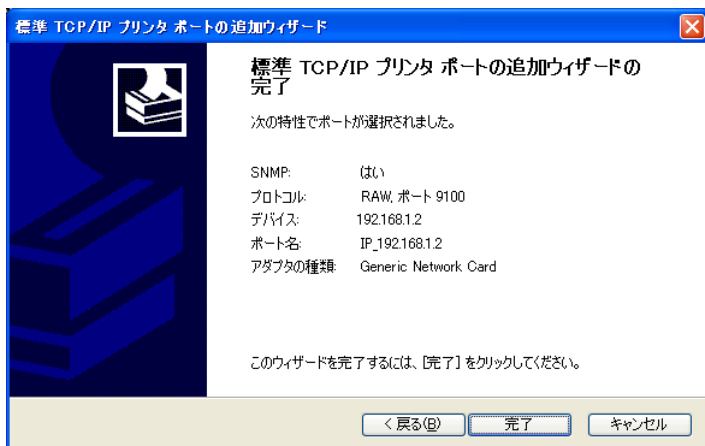 標準 TCP/IP プリンタ ポートの追加ウィザード
標準 TCP/IP プリンタ ポートの追加ウィザードの
完了
次の特性でポートが選択されました。
SNMP: はい
プロトコル: RAW, ポート 9100
デバイス: 192.168.1.2
ポート名: IP_192.168.1.2
アダプタの種類: Generic Network Card
このウィザードを完了するには、[完了] をクリックしてください。
< 戻る(B) 完了 キャンセル